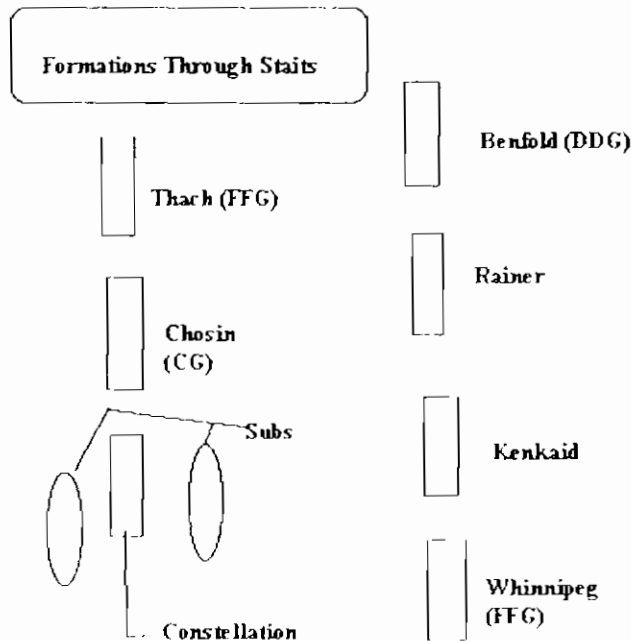 Formations Through Staits
Benfold (DDG)
Thach (FFG)
Rainer
Chosin
(CG)
Subs
Kenkaid
Whinnipeg
(FFG)
Constellation